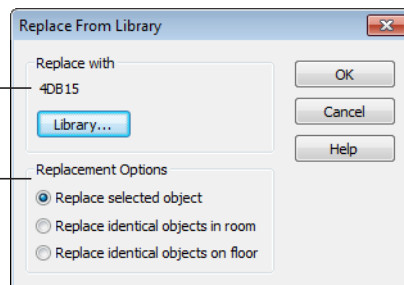 Replace From Library
Replace with
4DB15
Library...
OK
Cancel
Help
Replacement Options
Replace selected object
Replace identical objects in room
Replace identical objects on floor